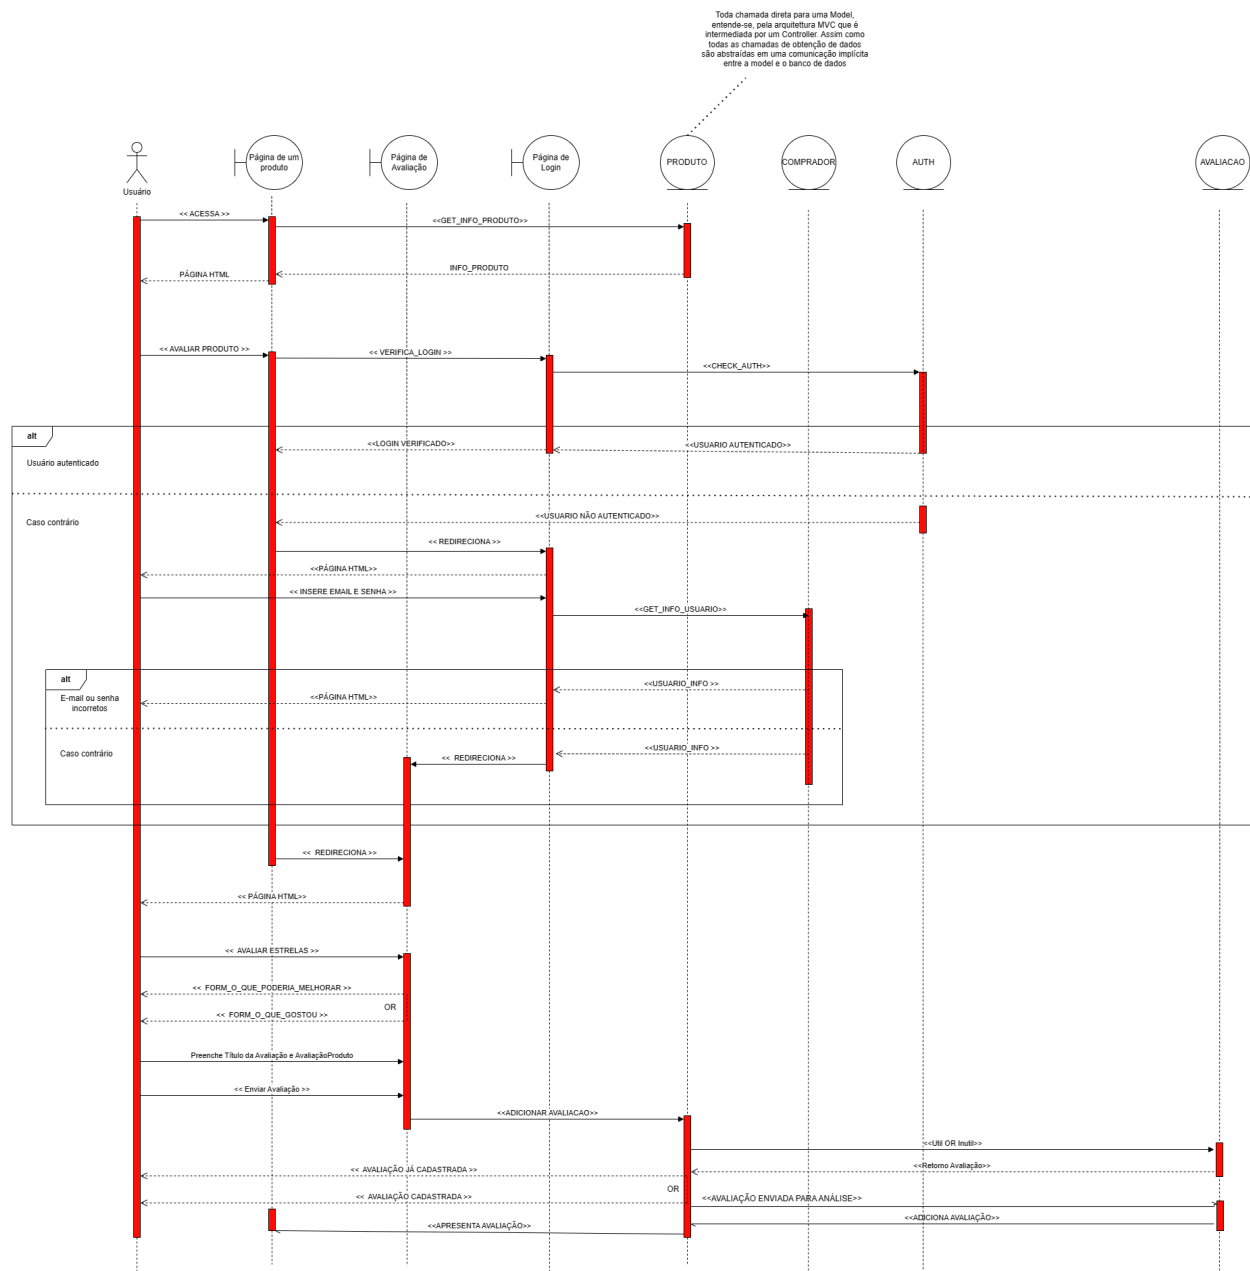 Toda chamada direta para uma Model,
entende-se, pela arquitettura MVC que é
intermediada por um Controller. Assim como
todas as chamadas de obtenção de dados
são abstraídas em uma comunicação implícita
entre a model e o banco de dados
Usuário
Página de um
produto
Página de
Avaliação
Página de
Login
PRODUTO
COMPRADOR
AUTH
AVALIACAO
<< ACESSA >>
<<GET_INFO_PRODUTO>>
INFO_PRODUTO
PÁGINA HTML
<< AVALIAR PRODUTO >>
<< VERIFICA_LOGIN >>
<<CHECK_AUTH>>
alt
<<LOGIN VERIFICADO>>
<<USUARIO AUTENTICADO>>
Usuário autenticado
Caso contrário
<<USUARIO NÃO AUTENTICADO>>
<< REDIRECIONA >>
<<PÁGINA HTML>>
<< INSERE EMAIL E SENHA >>
<<GET_INFO_USUARIO>>
alt
E-mail ou senha
incorretos
<<USUARIO_INFO >>
<<PÁGINA HTML>>
Caso contrário
<<USUARIO_INFO >>
<< REDIRECIONA >>
<< REDIRECIONA >>
<< PÁGINA HTML>>
<< AVALIAR ESTRELAS >>
<< FORM_O_QUE_PODERIA_MELHORAR >>
OR
<< FORM_O_QUE_GOSTOU >>
Preenche Título da Avaliação e AvaliaçãoProduto
<< Enviar Avaliação >>
<<ADICIONAR AVALIACAO>>
<<Util OR Inutil>>
<<Retorno Avaliação>>
<< AVALIAÇÃO JÁ CADASTRADA >>
OR
<< AVALIAÇÃO CADASTRADA >>
<<AVALIAÇÃO ENVIADA PARA ANÁLISE>>
<<ADICIONA AVALIAÇÃO>>
<<APRESENTA AVALIAÇÃO>>